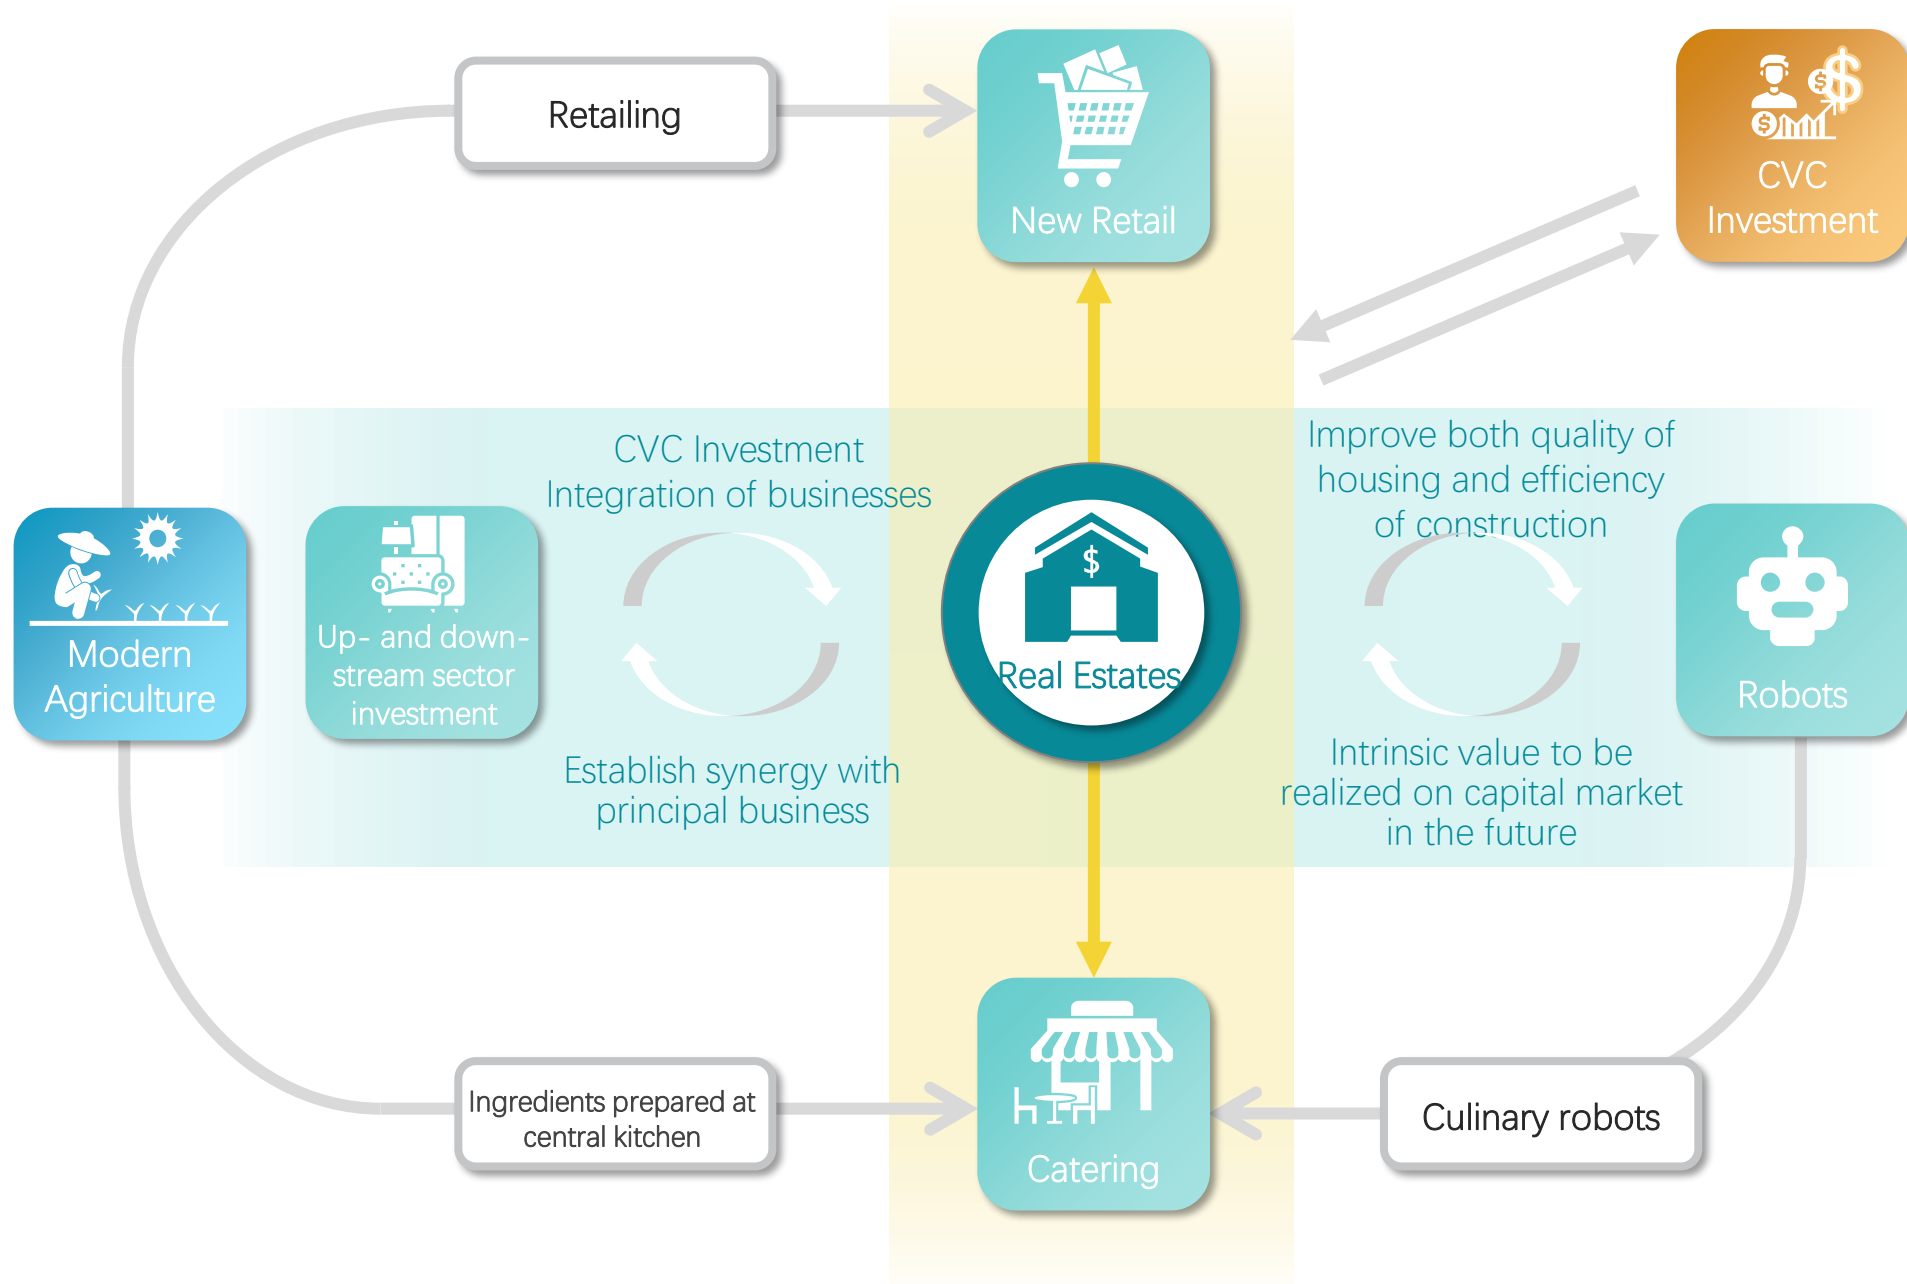 Retailing
New Retail
CVC
Investment
CVC Investment
Integration of businesses
Improve both quality of
housing and efficiency
of construction
Modern
Agriculture
Up- and down-
stream sector
investment
$
Real Estates
Robots
Establish synergy with
principal business
Intrinsic value to be
realized on capital market
in the future
Ingredients prepared at
central kitchen
Catering
Culinary robots